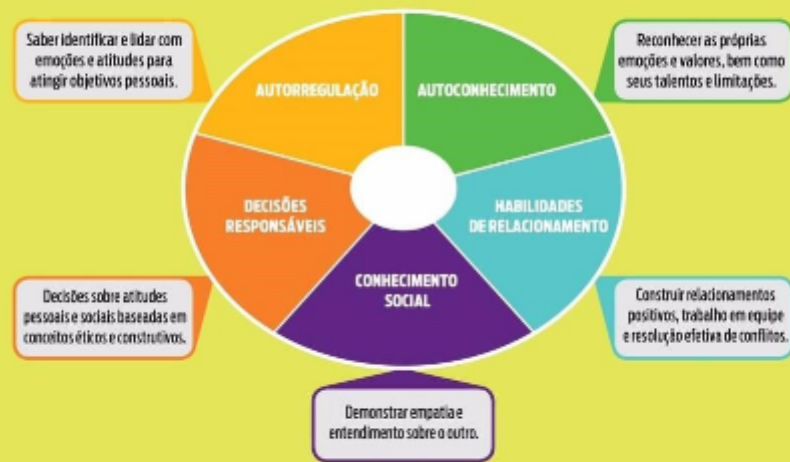 Saber identificar e lidar com
emoções e atitudes para
atingir objetivos pessoais.
AUTORREGULAÇÃO
AUTOCONHECIMENTO
Reconhecer as próprias
emoções e valores, bem como
seus talentos e limitações.
DECISÕES
RESPONSÁVEIS
HABILIDADES
DE RELACIONAMENTO
CONHECIMENTO
SOCIAL
Decisões sobre atitudes
pessoais e sociais baseadas em
conceitos éticos e construtivos.
Construir relacionamentos
positivos, trabalho em equipe
e resolução efetiva de conflitos.
Demonstrar empatia e
entendimento sobre o outro.